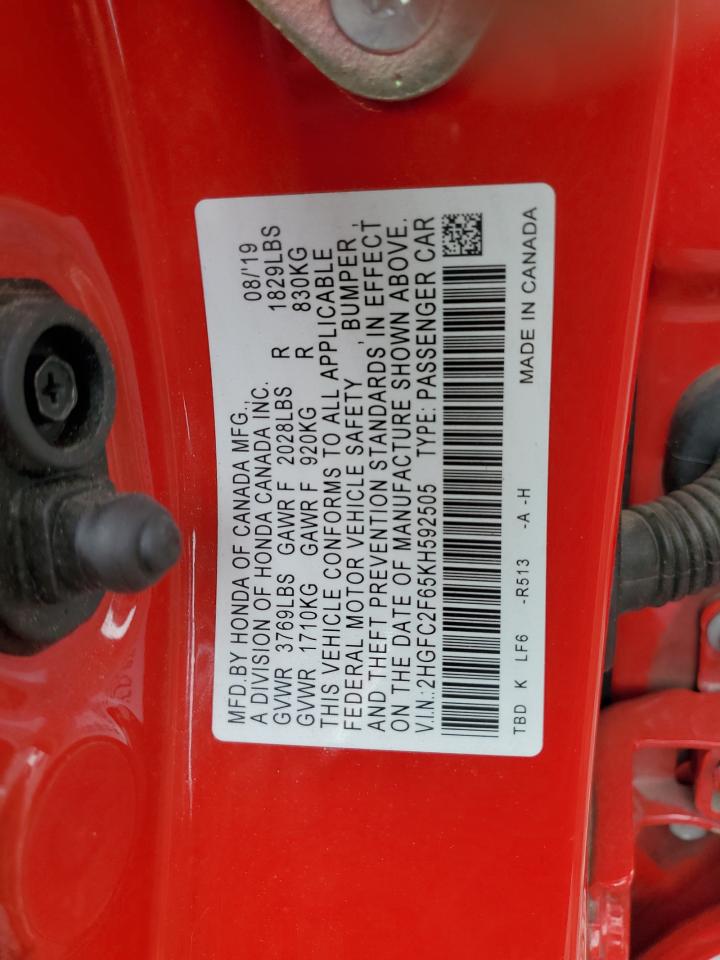 MFD.BY HONDA OF CANADA MFG., 08/'19
A DIVISION OF HONDA CANADA INC.
GVWR 3769LBS GAWR F 2028LBS R 1829LBS
GVWR 1710KG GAWR F 920KG R 830KG
THIS VEHICLE CONFORMS TO ALL APPLICABLE
FEDERAL MOTOR VEHICLE SAFETY , BUMPER
AND THEFT PREVENTION STANDARDS IN EFFECT
ON THE DATE OF MANUFACTURE SHOWN ABOVE.
V.I.N.:2HGFC2F65KH592505 TYPE: PASSENGER CAR
TBD K LF6 -R513 -A -H MADE IN CANADA